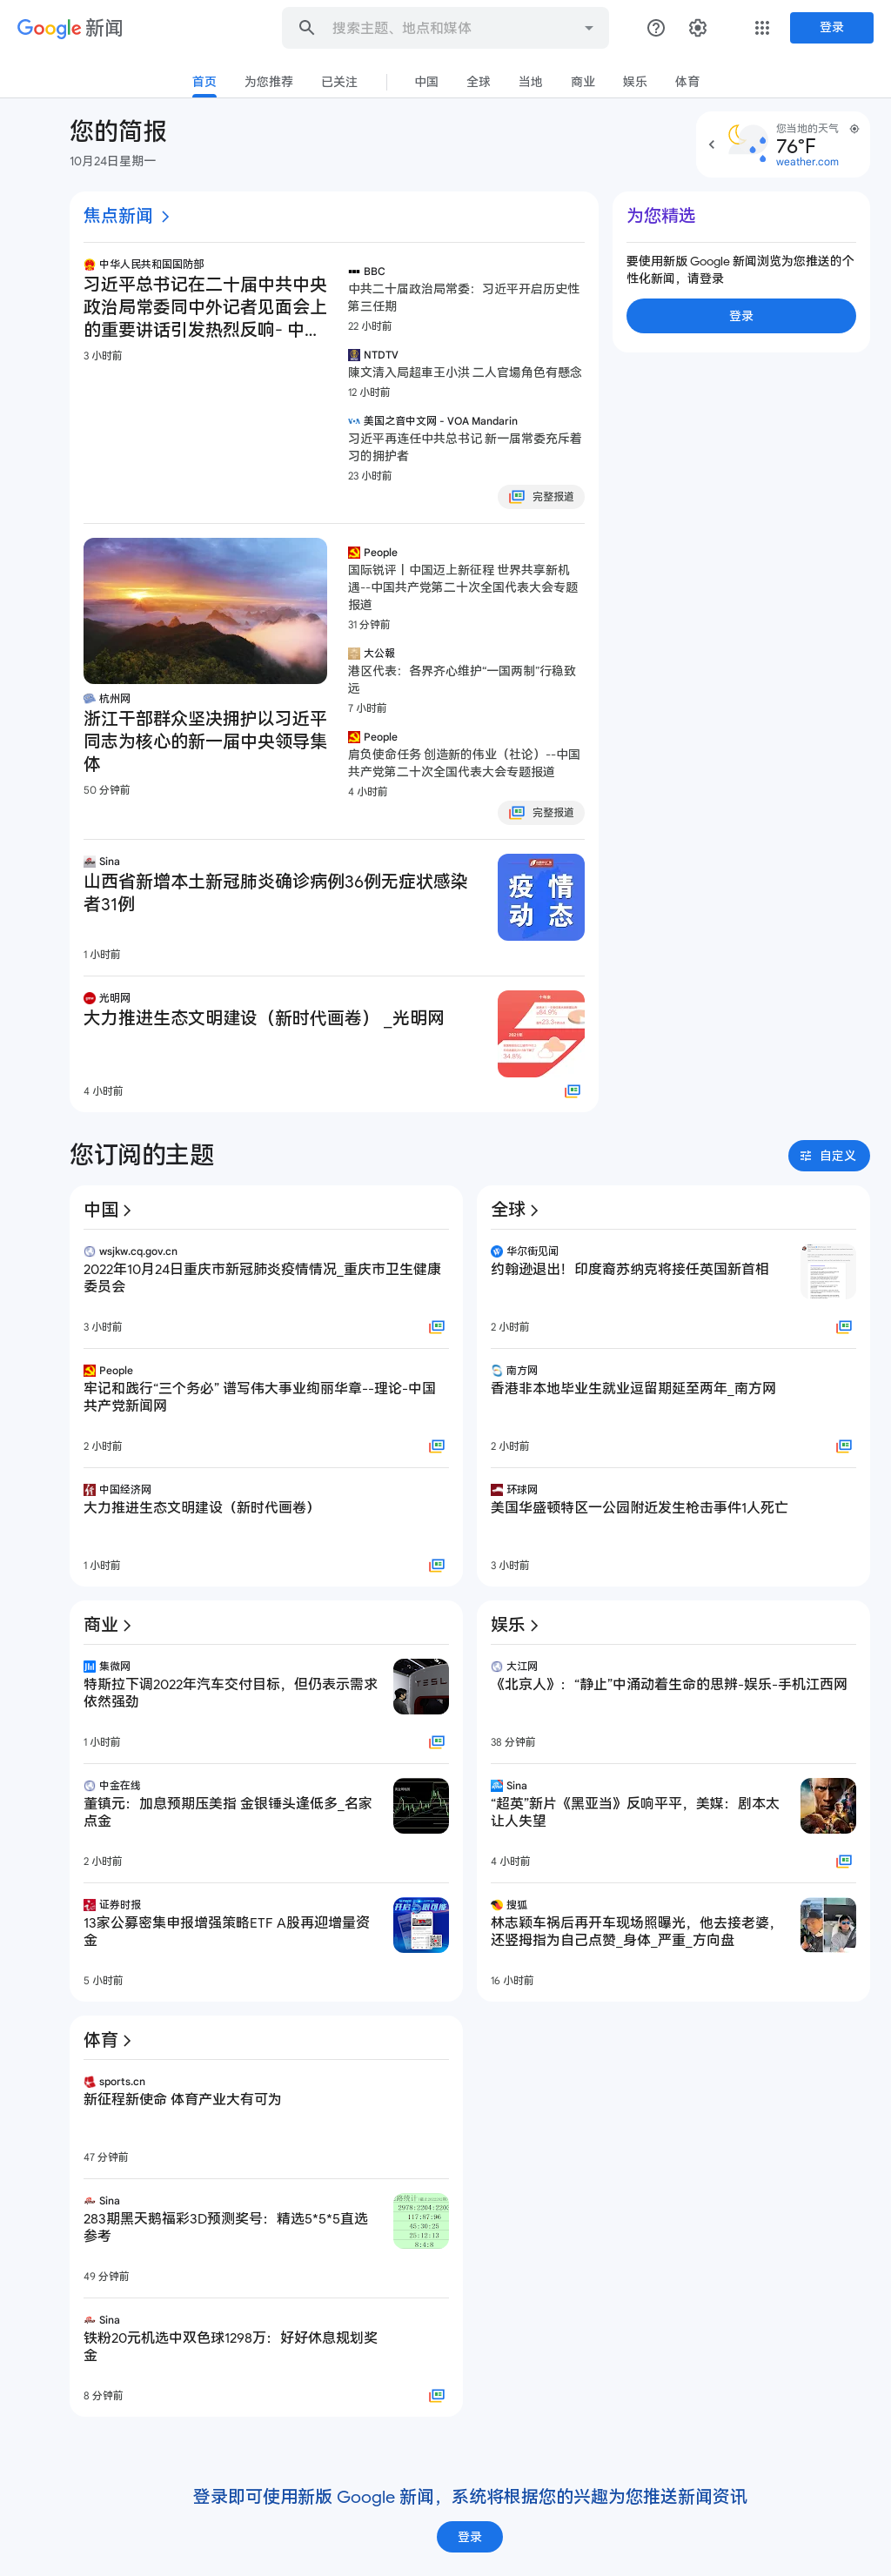 Google 新闻
搜索主题、地点和媒体
登录
首页
为您推荐
已关注
中国
全球
当地
商业
娱乐
体育
您的简报
10月24日星期一
您当地的天气
76°F
weather.com
焦点新闻
中华人民共和国国防部
习近平总书记在二十届中共中央
政治局常委同中外记者见面会上
的重要讲话引发热烈反响- 中...
3 小时前
BBC
中共二十届政治局常委：习近平开启历史性
第三任期
22 小时前
NTDTV
陳文清入局超車王小洪 二人官場角色有懸念
12 小时前
美国之音中文网 - VOA Mandarin
习近平再连任中共总书记 新一届常委充斥着
习的拥护者
23 小时前
完整报道
为您精选
要使用新版 Google 新闻浏览为您推送的个
性化新闻，请登录
登录
杭州网
浙江干部群众坚决拥护以习近平
同志为核心的新一届中央领导集
体
50 分钟前
People
国际锐评丨中国迈上新征程 世界共享新机
遇--中国共产党第二十次全国代表大会专题
报道
31 分钟前
大公報
港区代表：各界齐心维护“一国两制”行稳致
远
7 小时前
People
肩负使命任务 创造新的伟业（社论）--中国
共产党第二十次全国代表大会专题报道
4 小时前
完整报道
Sina
山西省新增本土新冠肺炎确诊病例36例无症状感染
者31例
1 小时前
疫情
动态
光明网
大力推进生态文明建设（新时代画卷） _光明网
4 小时前
您订阅的主题
自定义
中国
wsjkw.cq.gov.cn
2022年10月24日重庆市新冠肺炎疫情情况_重庆市卫生健康
委员会
3 小时前
People
牢记和践行“三个务必” 谱写伟大事业绚丽华章--理论-中国
共产党新闻网
2 小时前
中国经济网
大力推进生态文明建设（新时代画卷）
1 小时前
全球
华尔街见闻
约翰逊退出！印度裔苏纳克将接任英国新首相
2 小时前
南方网
香港非本地毕业生就业逗留期延至两年_南方网
2 小时前
环球网
美国华盛顿特区一公园附近发生枪击事件1人死亡
3 小时前
商业
集微网
特斯拉下调2022年汽车交付目标，但仍表示需求
依然强劲
1 小时前
中金在线
董镇元：加息预期压美指 金银锤头逢低多_名家
点金
2 小时前
证券时报
13家公募密集申报增强策略ETF A股再迎增量资
金
5 小时前
娱乐
大江网
《北京人》：“静止”中涌动着生命的思辨-娱乐-手机江西网
38 分钟前
Sina
“超英”新片《黑亚当》反响平平，美媒：剧本太
让人失望
4 小时前
搜狐
林志颖车祸后再开车现场照曝光，他去接老婆，
还竖拇指为自己点赞_身体_严重_方向盘
16 小时前
体育
sports.cn
新征程新使命 体育产业大有可为
47 分钟前
Sina
283期黑天鹅福彩3D预测奖号：精选5*5*5直选
参考
49 分钟前
Sina
铁粉20元机选中双色球1298万：好好休息规划奖
金
8 分钟前
登录即可使用新版 Google 新闻，系统将根据您的兴趣为您推送新闻资讯
登录